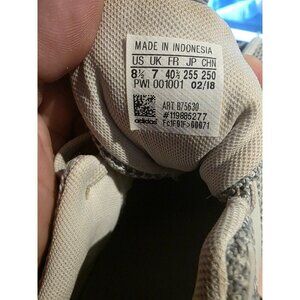 MADE IN INDONESIA
US UK FR JP CHN
8½ 7 40⅔ 255 250
PWI 001001 02/18
ART B75630
#119885277
adidas